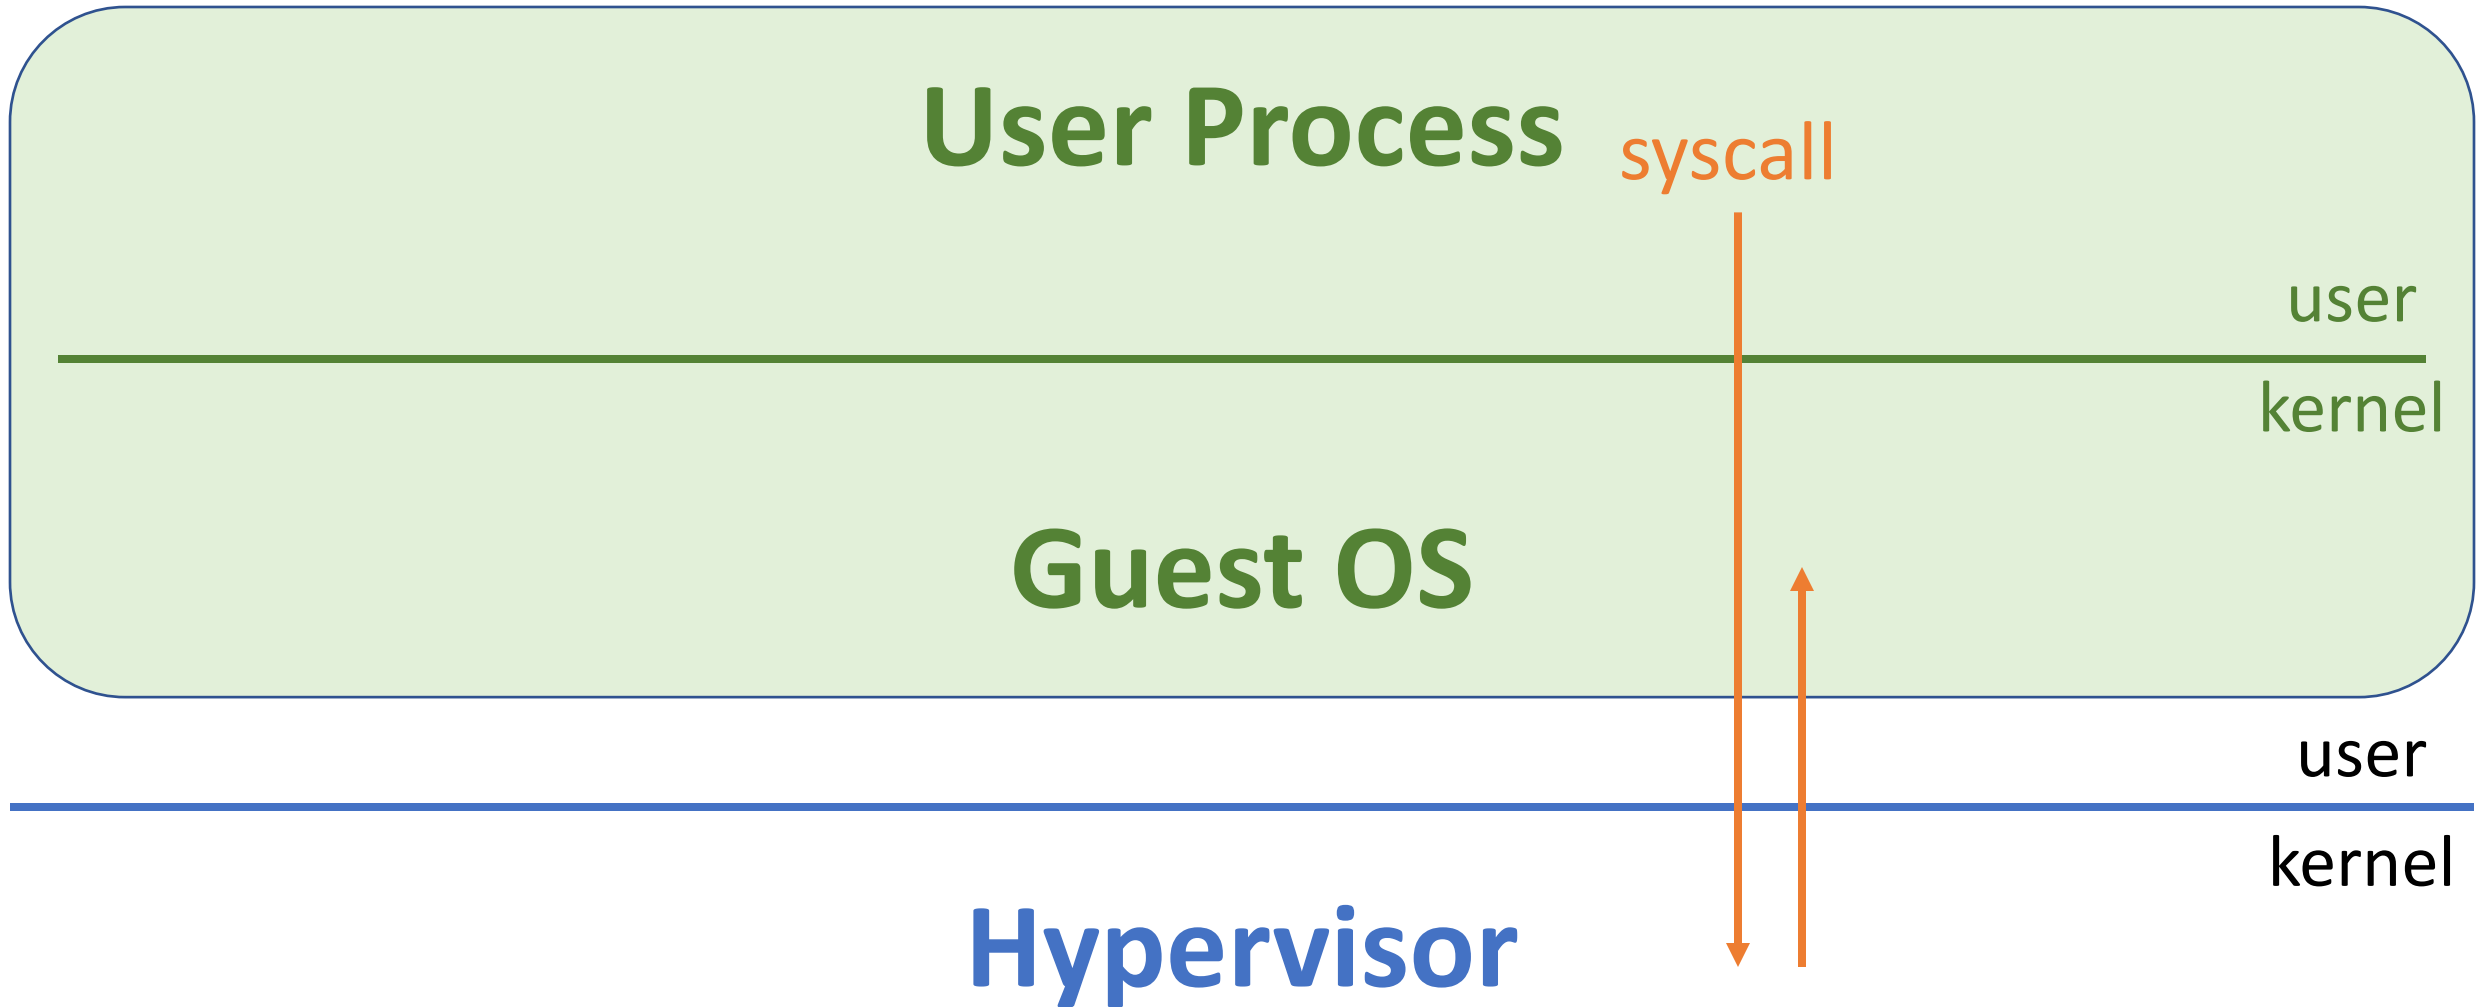 User Process
syscall
user
kernel
Guest OS
user
kernel
Hypervisor